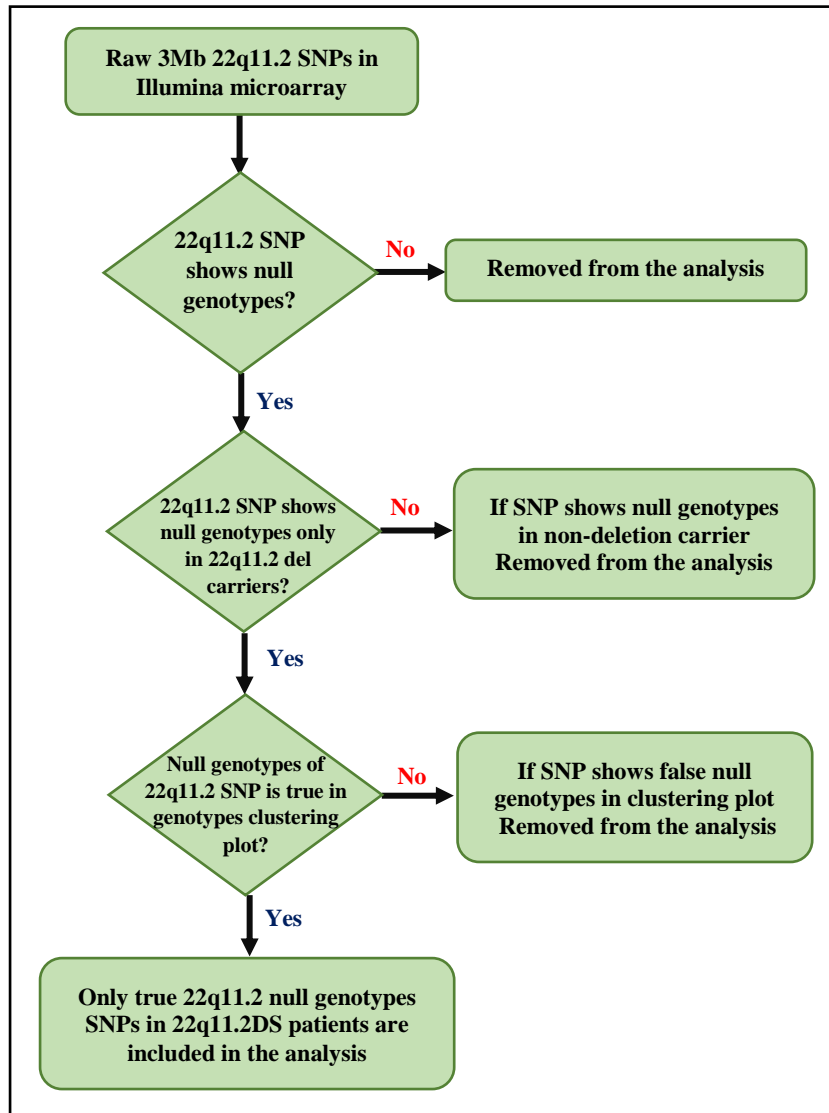 Raw 3Mb 22q11.2 SNPs in
Illumina microarray
22q11.2 SNP
shows null
genotypes?
No
Removed from the analysis
Yes
22q11.2 SNP shows
null genotypes only
in 22q11.2 del
carriers?
No
If SNP shows null genotypes
in non-deletion carrier
Removed from the analysis
Yes
Null genotypes of
22q11.2 SNP is true in
genotypes clustering
plot?
No
If SNP shows false null
genotypes in clustering plot
Removed from the analysis
Yes
Only true 22q11.2 null genotypes
SNPs in 22q11.2DS patients are
included in the analysis